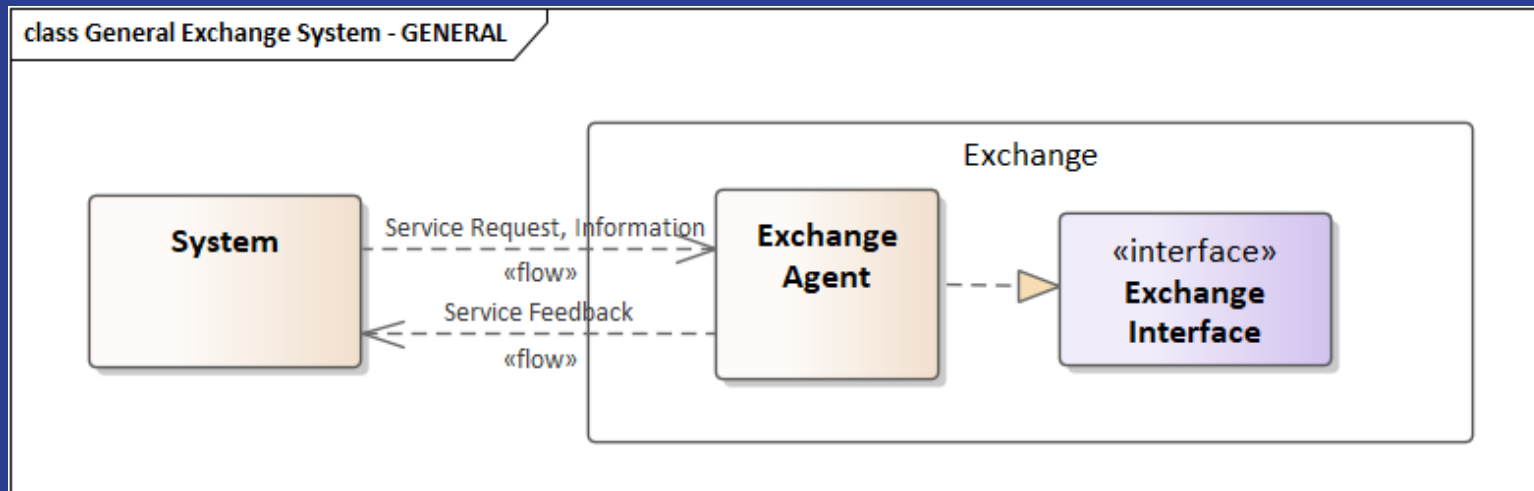 class General Exchange System - GENERAL
Exchange
System
Service Request, Information
«flow»
Service Feedback
«flow»
Exchange
Agent
«interface»
Exchange
Interface